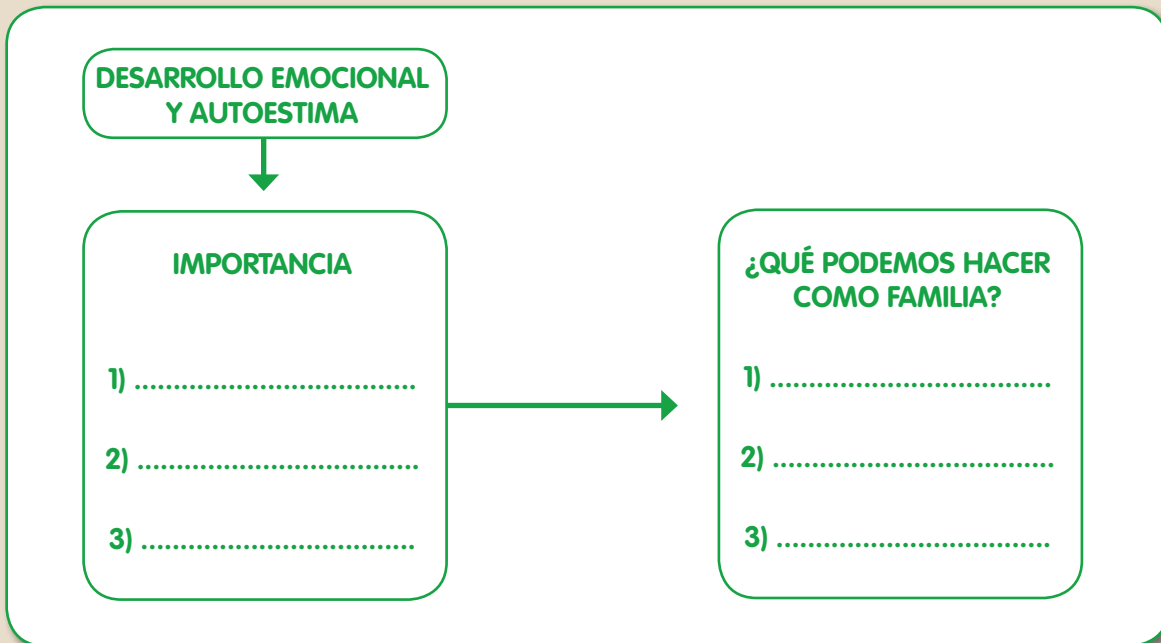 DESARROLLO EMOCIONAL
Y AUTOESTIMA
IMPORTANCIA
1) ....................................
2) ....................................
3) ...................................
¿QUÉ PODEMOS HACER
COMO FAMILIA?
1) ....................................
2) ....................................
3) ...................................